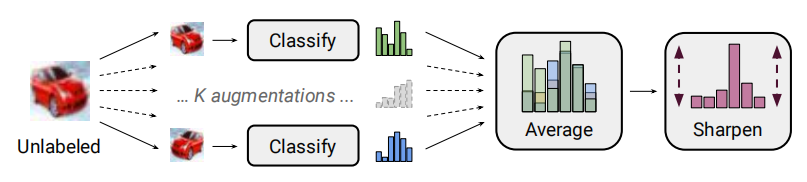 Classify
... K augmentations ...
Unlabeled
Classify
Average
Sharpen